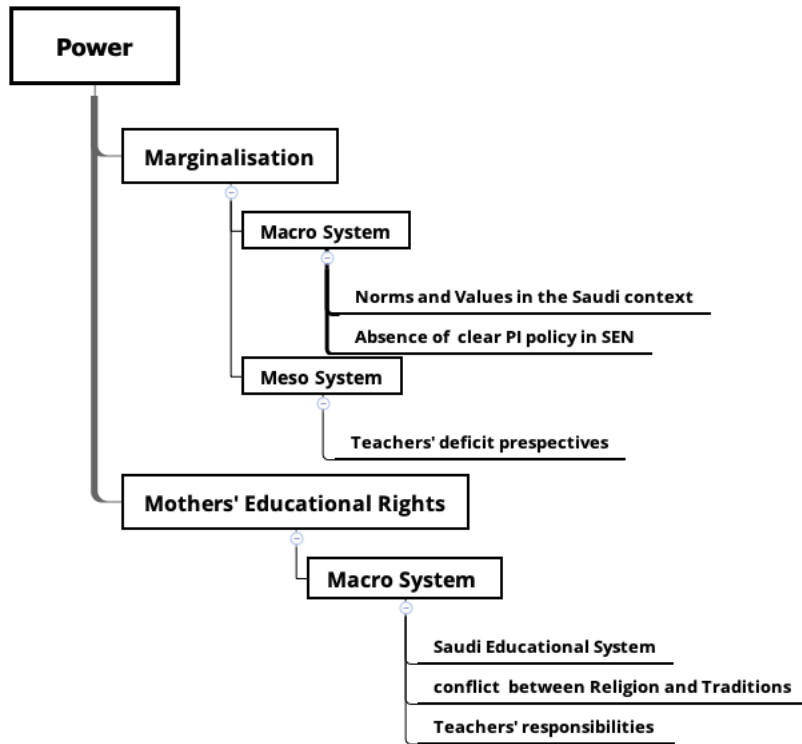 Power
Marginalisation
Macro System
Norms and Values in the Saudi context
Absence of clear PI policy in SEN
Meso System
Teachers' deficit prespectives
Mothers' Educational Rights
Macro System
Saudi Educational System
conflict between Religion and Traditions
Teachers' responsibilities